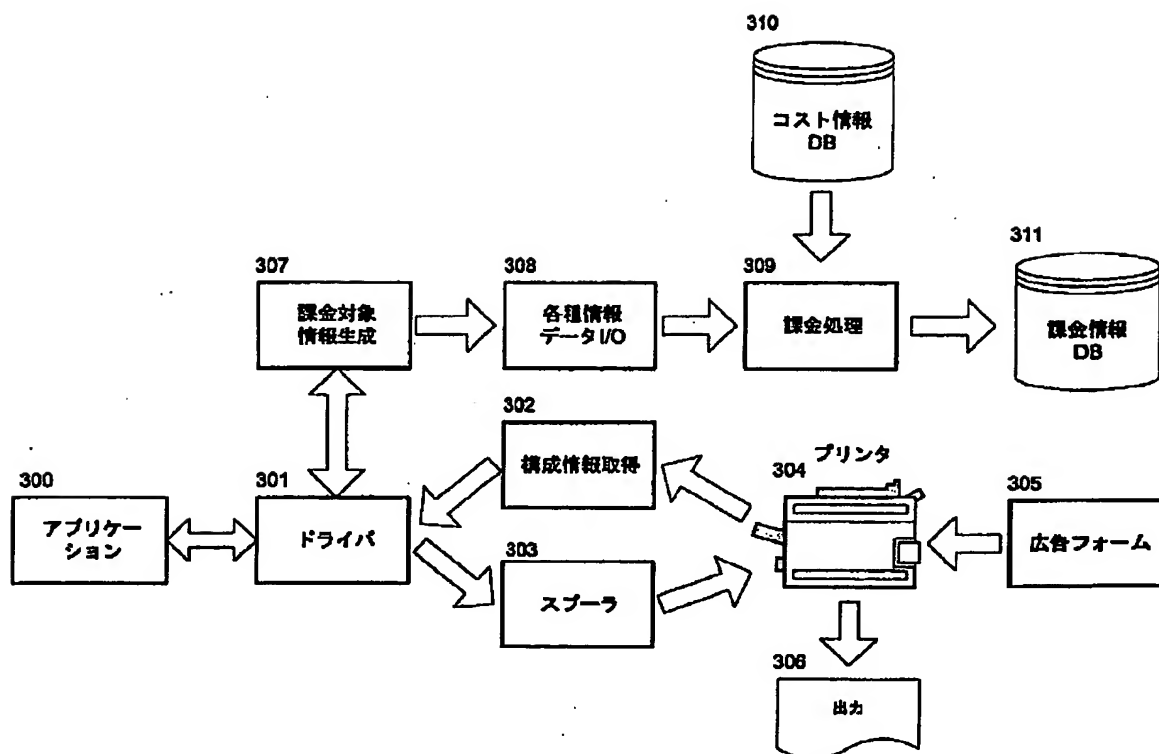 310
コスト情報
DB
311
307
308
309
課金対象
情報生成
各種情報
データI/O
課金処理
課金情報
DB
302
構成情報取得
プリンタ
304
300
301
305
アプリケー
ション
ドライバ
303
広告フォーム
スプーラ
306
出力